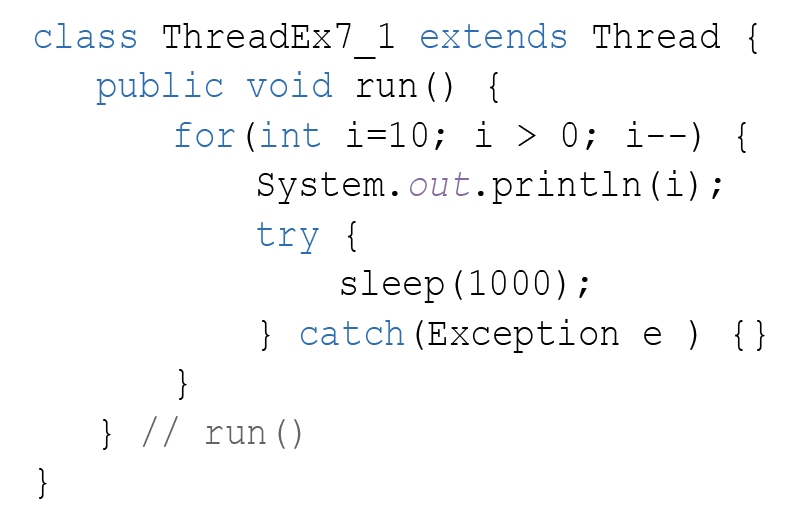 class ThreadEx7_1 extends Thread {
public void run() {
for(int i=10; i > 0; i--) {
System.out.println(i);
try {
sleep(1000);
} catch(Exception e ) {}
}
} // run()
}